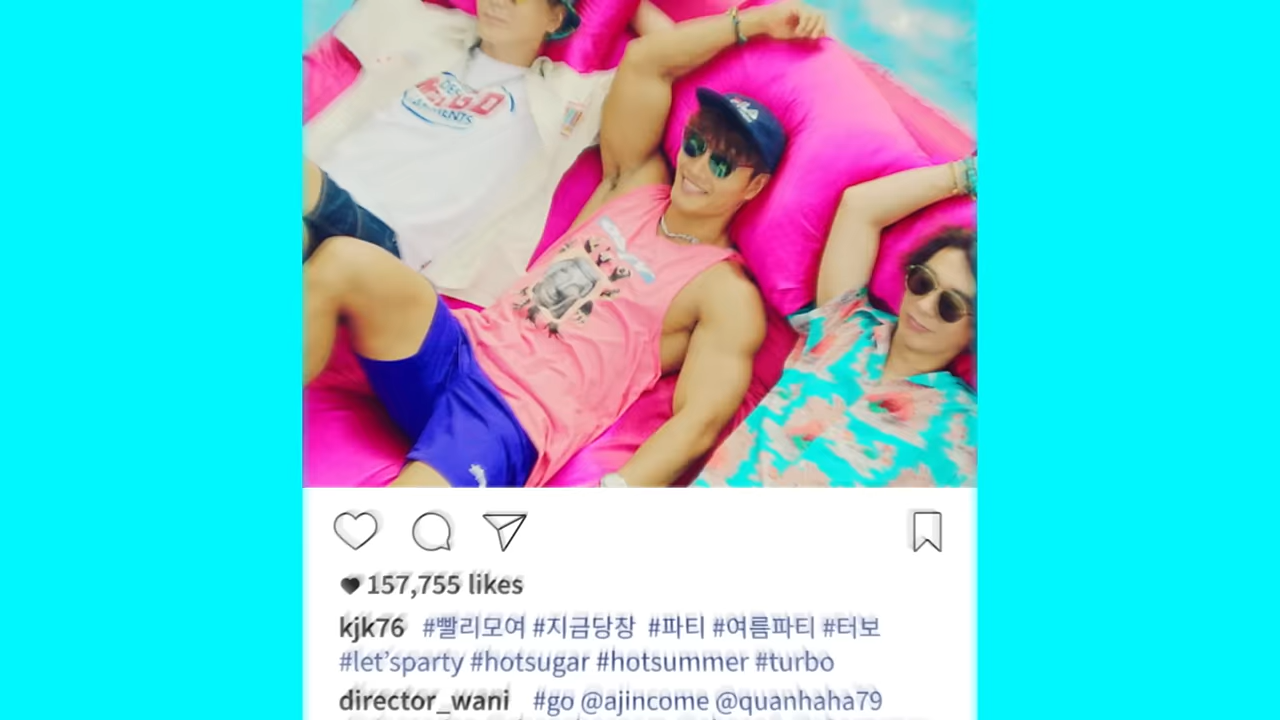 157,755 likes
kjk76 #빨리모여 #지금당장 #파티 #여름파티 #터보
#let'sparty #hotsugar #hotsummer #turbo
director_wani #go @ajincome @quanhaha79